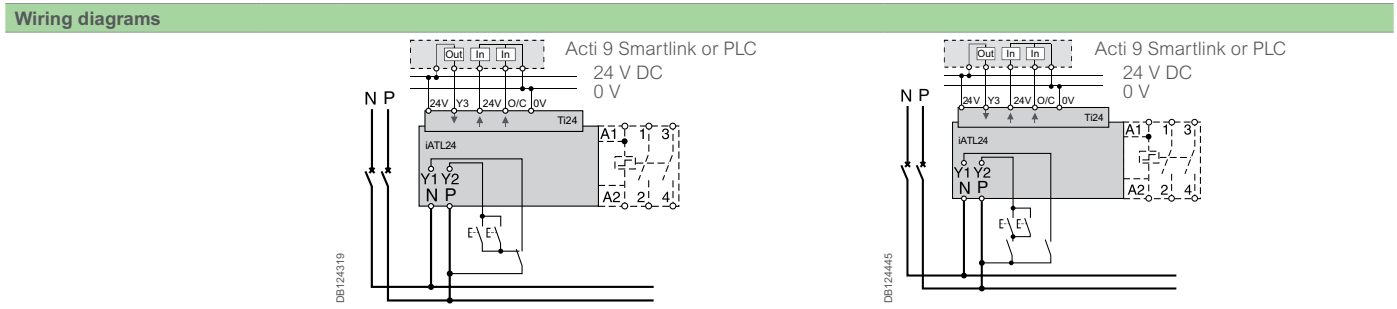 Wiring diagrams
Out In In Acti 9 Smartlink or PLC
24 V DC
0 V
N P
24V Y3 24V O/C 0V
Ti24
iATL24
A1 1 3
Y1 Y2
N P
A2 2 4
E E
DB124319
Out In In Acti 9 Smartlink or PLC
24 V DC
0 V
N P
24V Y3 24V O/C 0V
Ti24
iATL24
A1 1 3
Y1 Y2
N P
A2 2 4
E E
DB124445